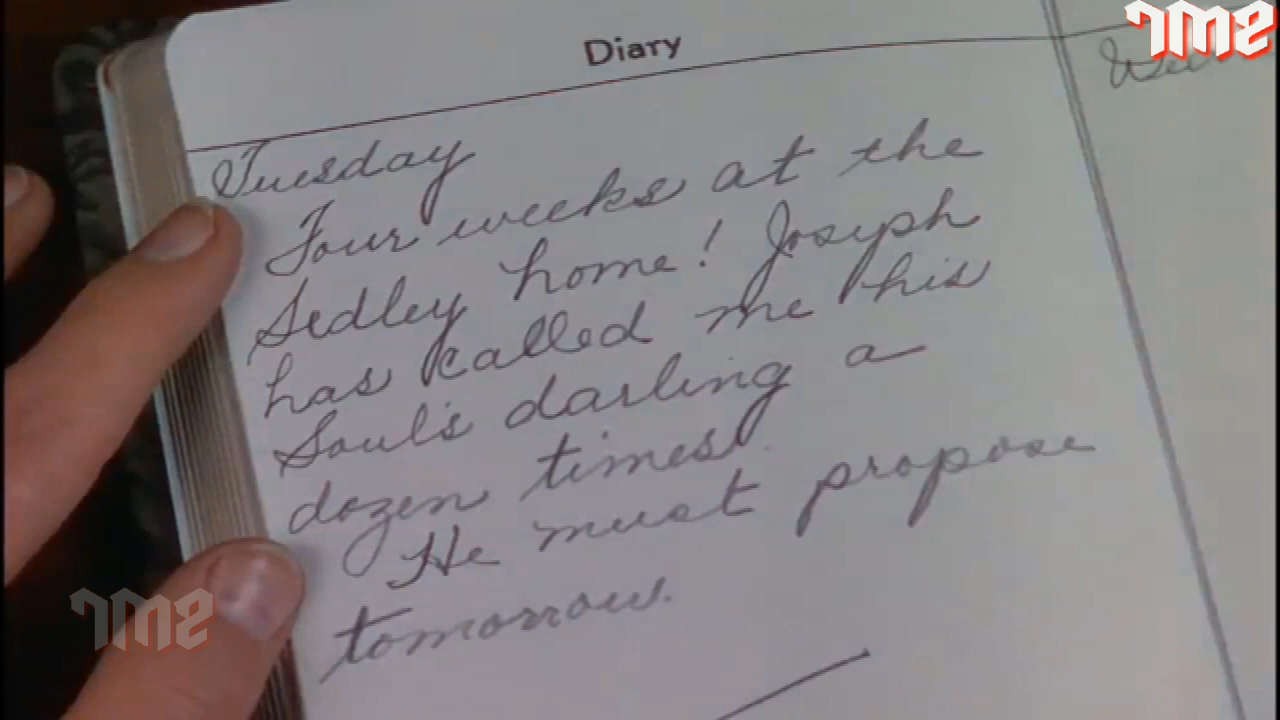 Diary
Tuesday
Four weeks at the
Sedley home! Joseph
has called me his
Soul's darling a
dozen times.
He must propose
tomorrow.